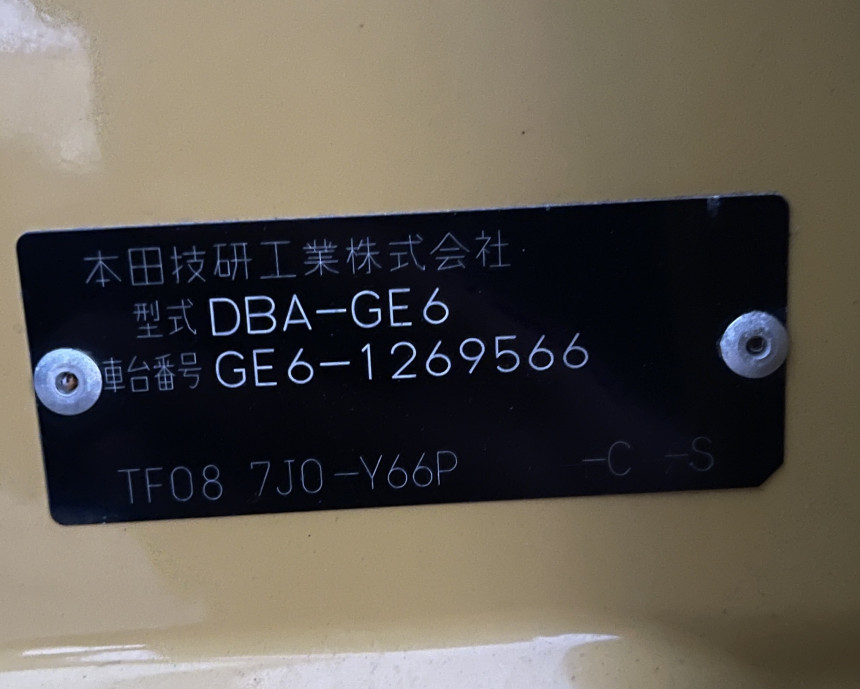 本田技研工業株式会社
型式 DBA-GE6
車台番号 GE6-1269566
TF08 7J0-Y66P -C -S